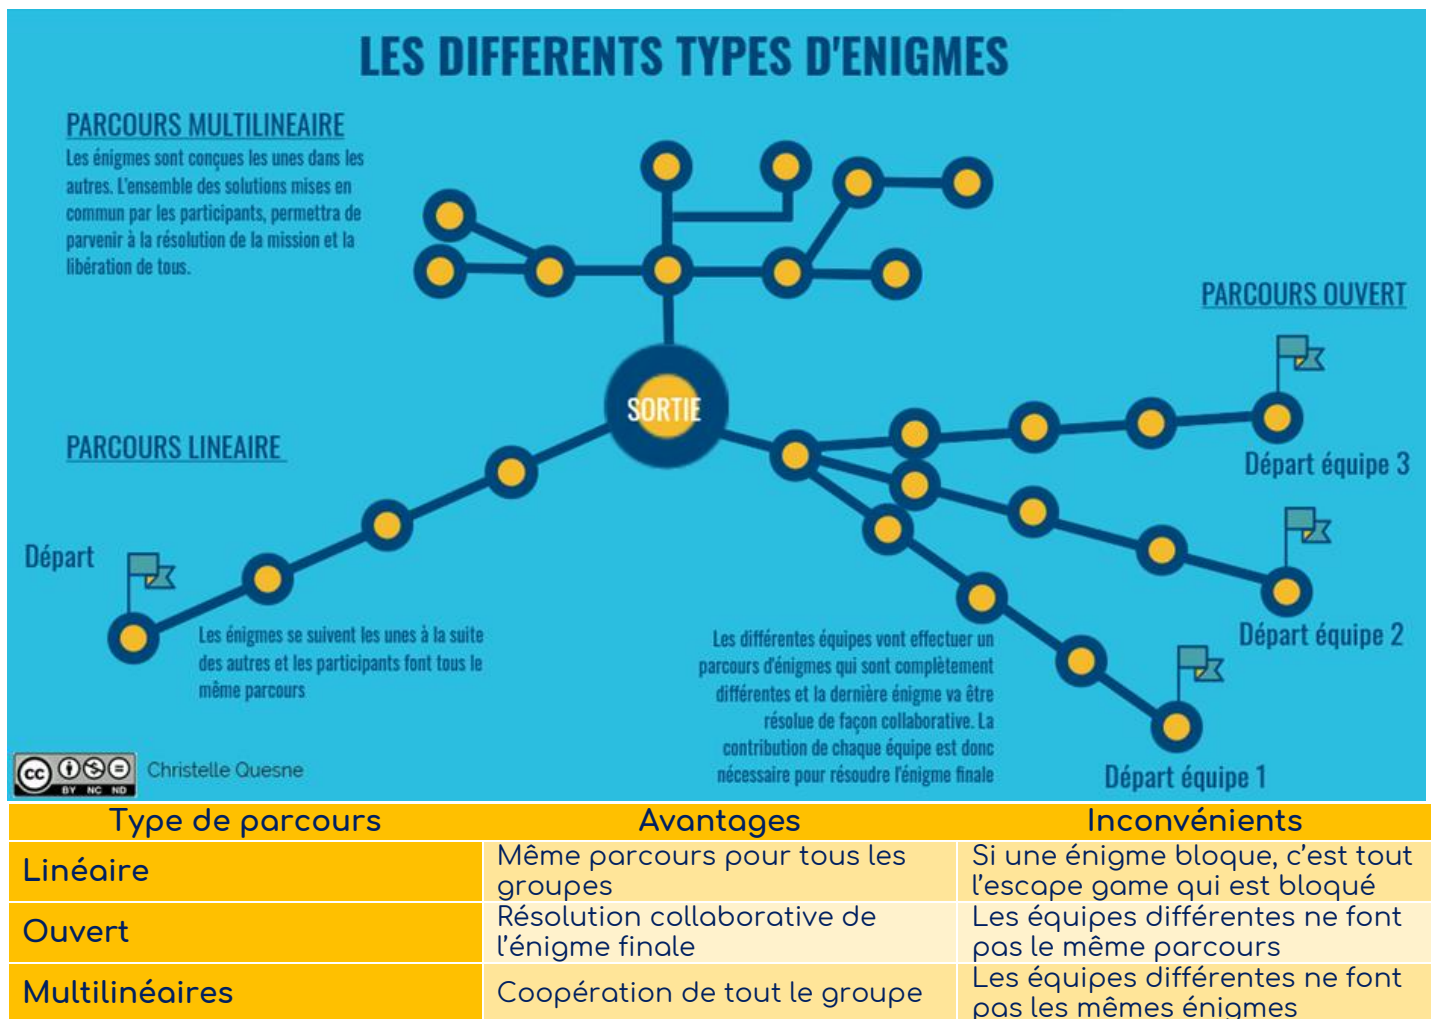 LES DIFFERENTS TYPES D'ENIGMES
PARCOURS MULTILINEAIRE
Les énigmes sont conçues les unes dans les
autres. L'ensemble des solutions mises en
commun par les participants, permettra de
parvenir à la résolution de la mission et la
libération de tous.
PARCOURS OUVERT
SORTIE
PARCOURS LINEAIRE
Départ équipe 3
Départ
Départ équipe 2
Les énigmes se suivent les unes à la suite
des autres et les participants font tous le
même parcours
Les différentes équipes vont effectuer un
parcours d'énigmes qui sont complètement
différentes et la dernière énigme va être
résolue de façon collaborative. La
contribution de chaque équipe est donc
nécessaire pour résoudre l'énigme finale
Départ équipe 1
cc BY NC ND
Christelle Quesne
Type de parcours Avantages Inconvénients
Linéaire
Même parcours pour tous les
groupes
Si une énigme bloque, c'est tout
l'escape game qui est bloqué
Ouvert
Résolution collaborative de
l'énigme finale
Les équipes différentes ne font
pas le même parcours
Multilinéaires
Coopération de tout le groupe
Les équipes différentes ne font
pas les mêmes énigmes